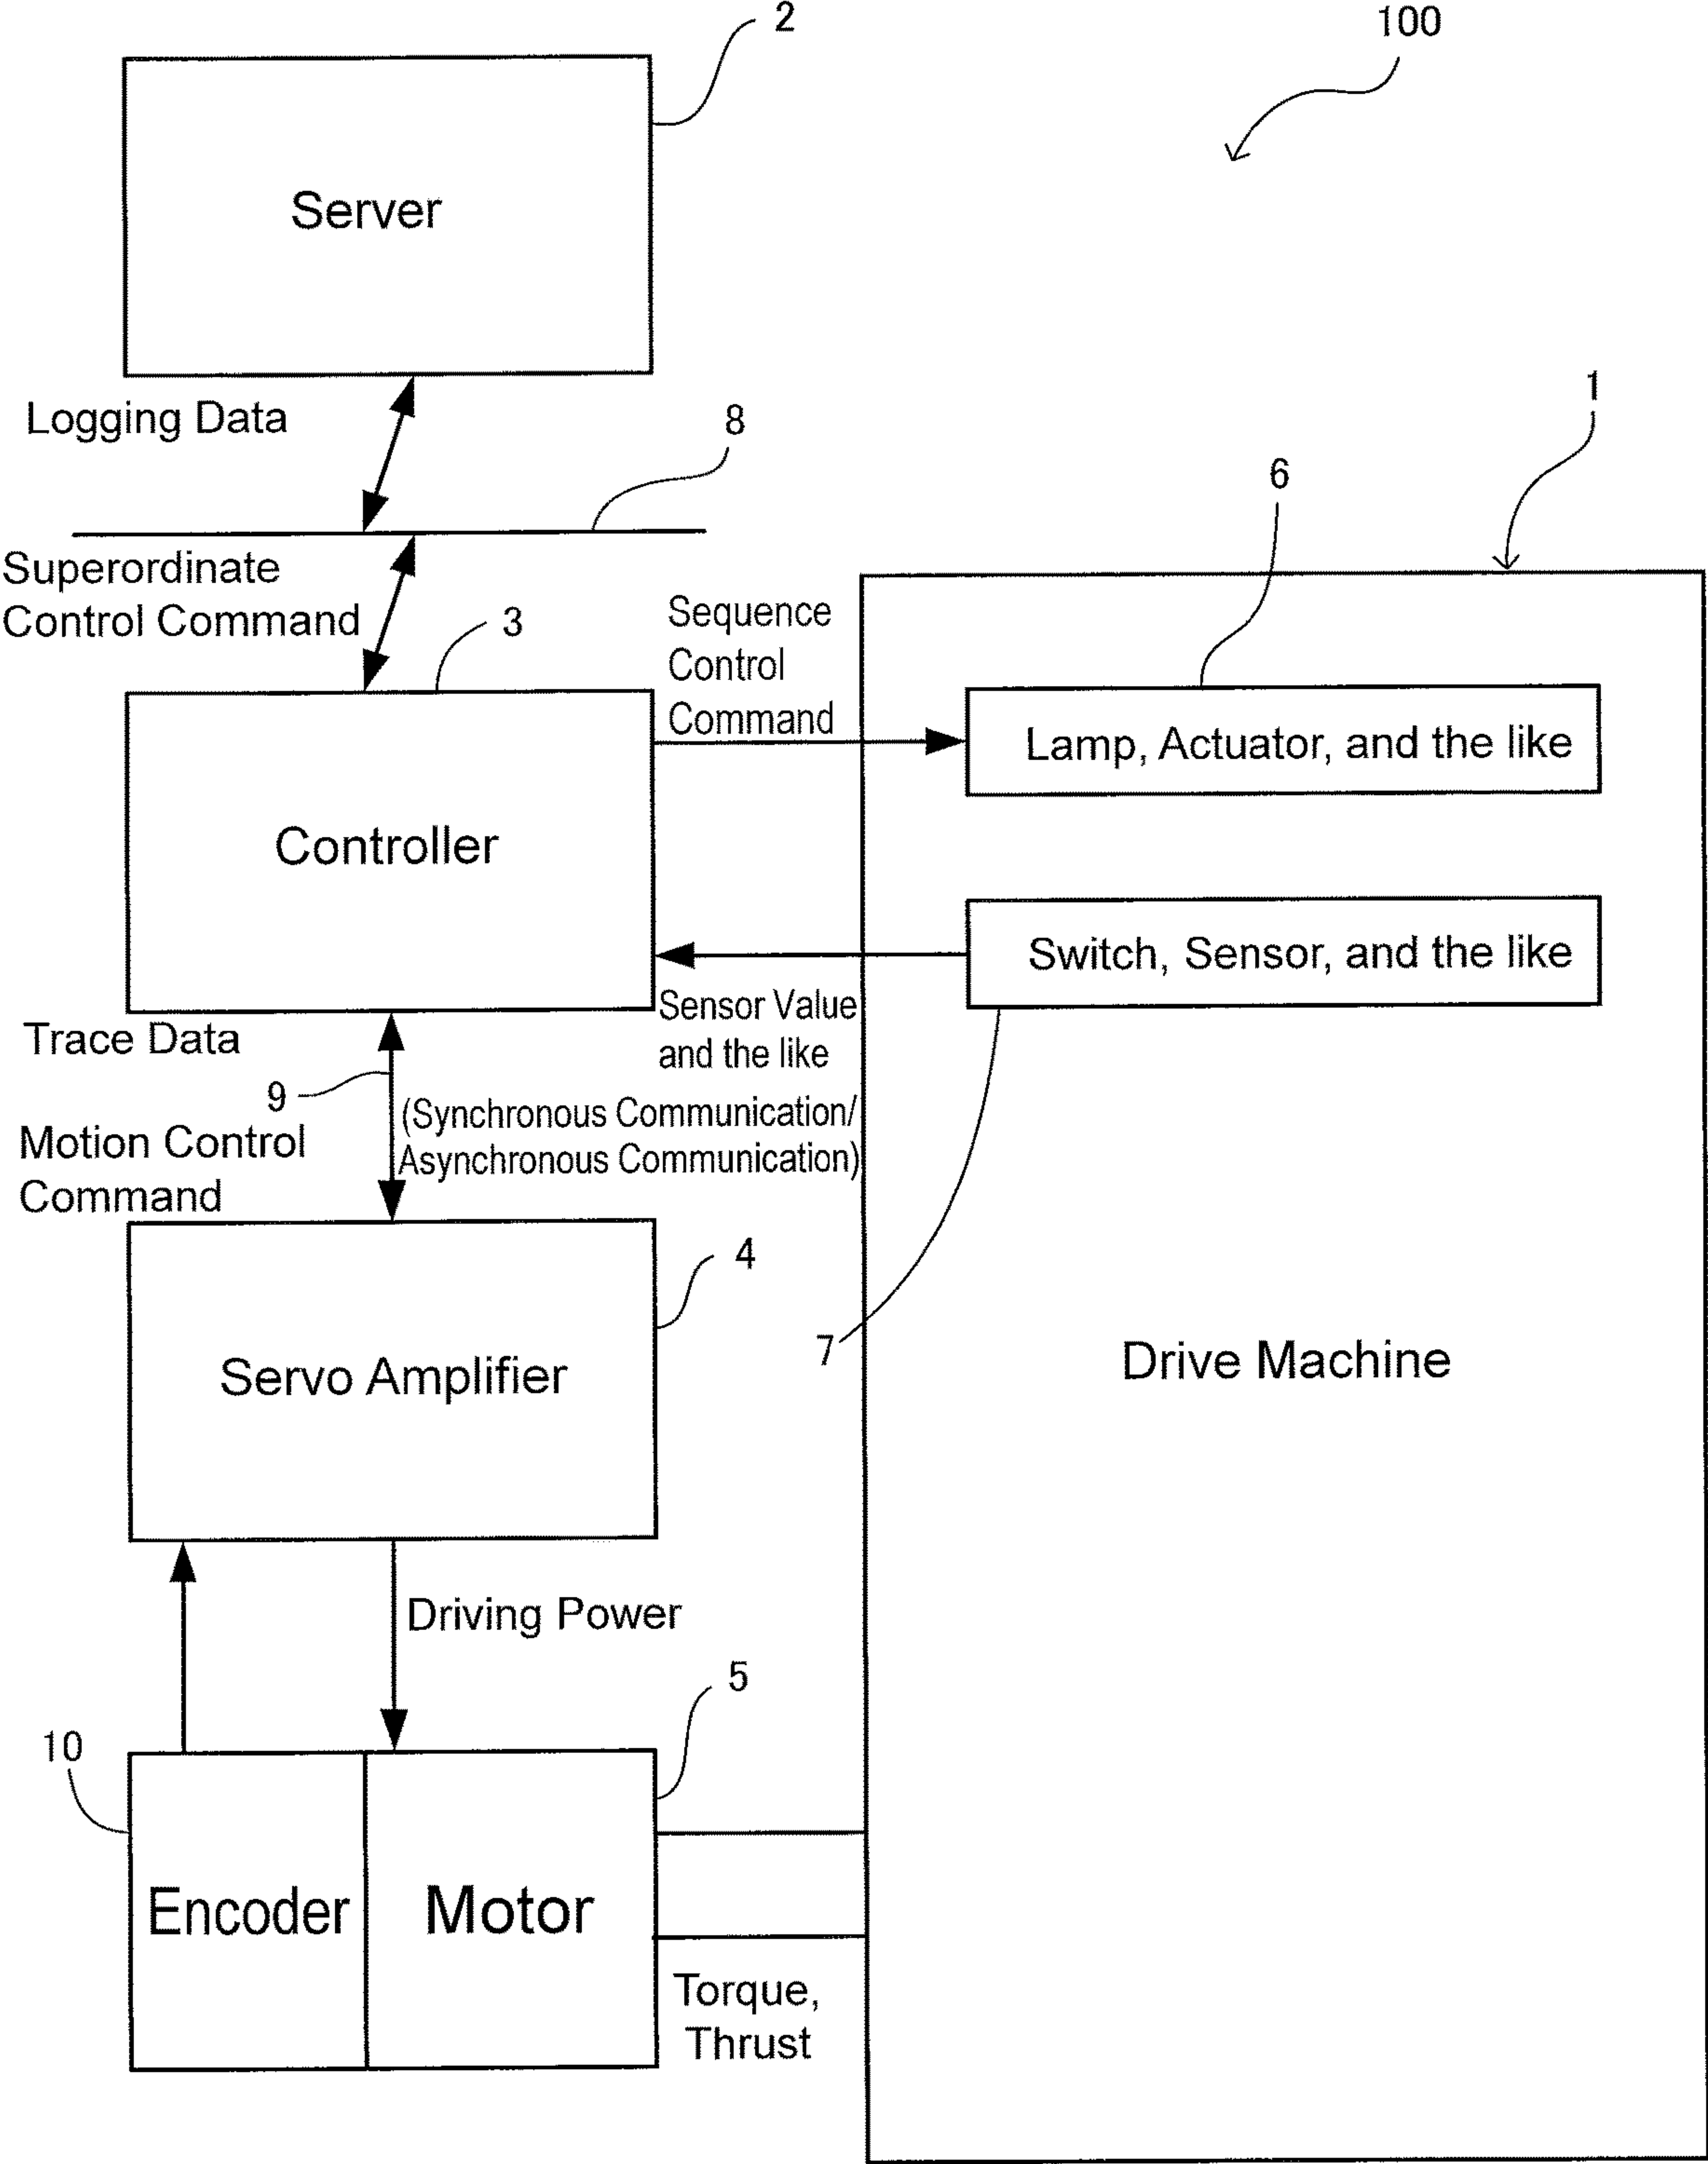 2
100
Server
Logging Data
1
8
6
Superordinate
Control Command
3
Sequence
Control
Command
Lamp, Actuator, and the like
Controller
Switch, Sensor, and the like
Sensor Value
and the like
Trace Data
9
(Synchronous Communication/
Asynchronous Communication)
Motion Control
Command
4
7
Servo Amplifier
Drive Machine
Driving Power
5
10
Encoder
Motor
Torque,
Thrust